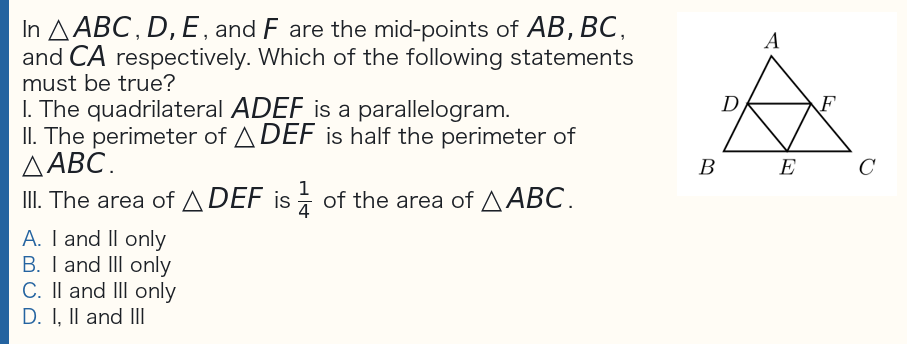 In △ABC, D, E, and F are the mid-points of AB, BC,
and CA respectively. Which of the following statements
must be true?
I. The quadrilateral ADEF is a parallelogram.
II. The perimeter of △DEF is half the perimeter of
△ABC.
III. The area of △DEF is 1/4 of the area of △ABC.
A. I and II only
B. I and III only
C. II and III only
D. I, II and III
A
D F
B E C